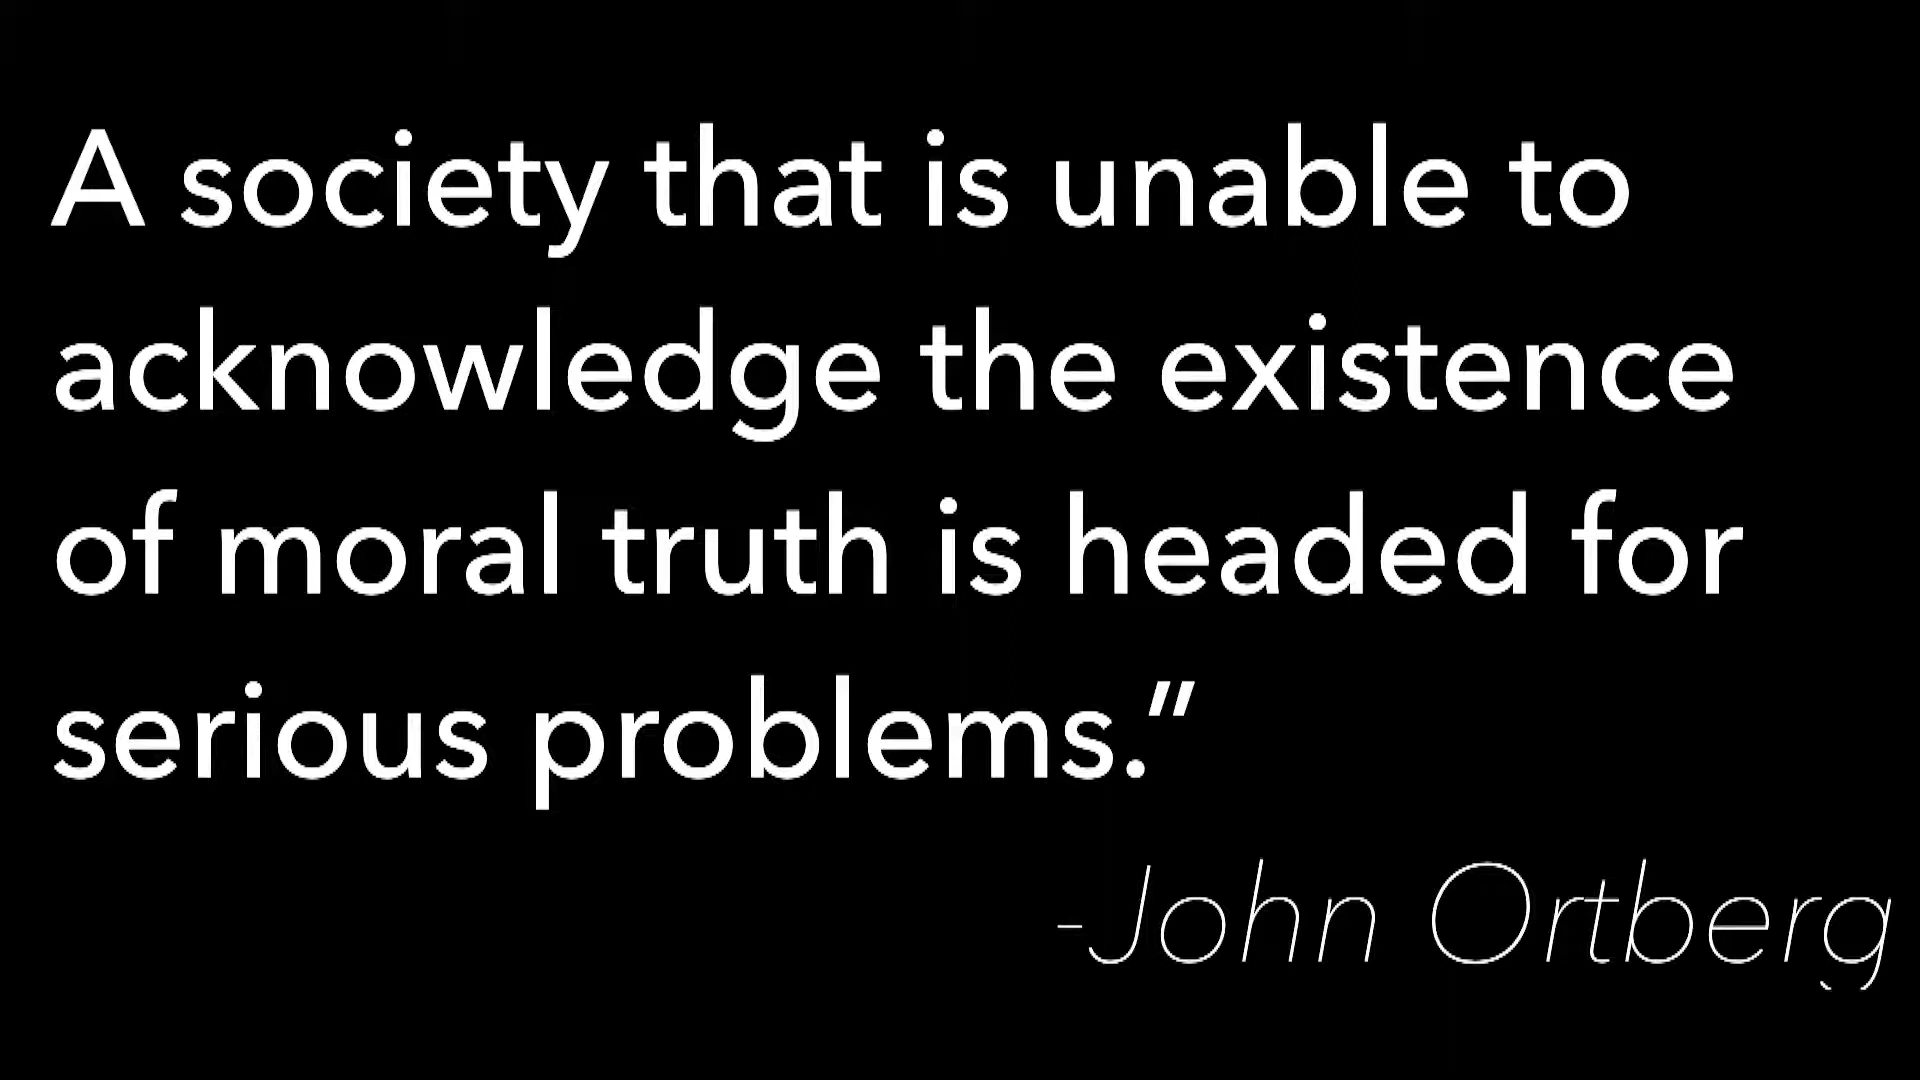 A society that is unable to
acknowledge the existence
of moral truth is headed for
serious problems.”
-John Ortberg